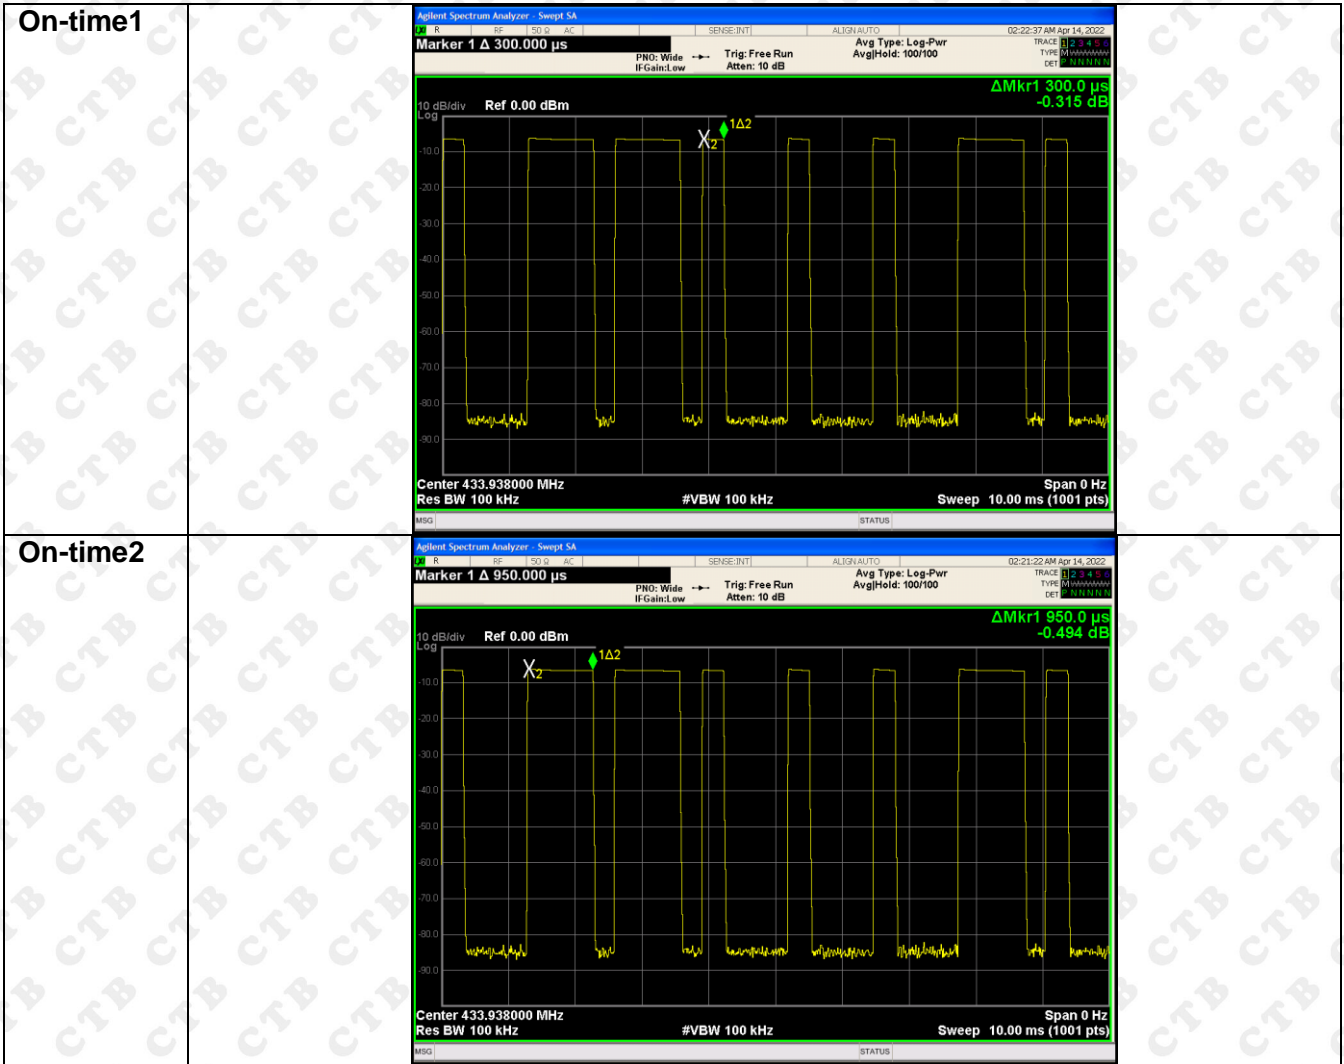 On-time1
Agilent Spectrum Analyzer - Swept SA
R RF 50 Ω AC SENSE:INT ALIGNAUTO 02:22:37 AM Apr 14, 2022
Marker 1 Δ 300.000 µs
PNO: Wide
IFGain:Low
Trig: Free Run
Atten: 10 dB
Avg Type: Log-Pwr
Avg|Hold: 100/100
TRACE 1 2 3 4 5 6
TYPE M
DET P N N N N N
ΔMkr1 300.0 µs
-0.315 dB
10 dB/div Ref 0.00 dBm
Log
1Δ2
X2
-10.0
-20.0
-30.0
-40.0
-50.0
-60.0
-70.0
-80.0
-90.0
Center 433.938000 MHz Span 0 Hz
Res BW 100 kHz #VBW 100 kHz Sweep 10.00 ms (1001 pts)
MSG STATUS
On-time2
Agilent Spectrum Analyzer - Swept SA
R RF 50 Ω AC SENSE:INT ALIGNAUTO 02:21:22 AM Apr 14, 2022
Marker 1 Δ 950.000 µs
PNO: Wide
IFGain:Low
Trig: Free Run
Atten: 10 dB
Avg Type: Log-Pwr
Avg|Hold: 100/100
TRACE 1 2 3 4 5 6
TYPE M
DET P N N N N N
ΔMkr1 950.0 µs
-0.494 dB
10 dB/div Ref 0.00 dBm
Log
1Δ2
X2
-10.0
-20.0
-30.0
-40.0
-50.0
-60.0
-70.0
-80.0
-90.0
Center 433.938000 MHz Span 0 Hz
Res BW 100 kHz #VBW 100 kHz Sweep 10.00 ms (1001 pts)
MSG STATUS
CTB